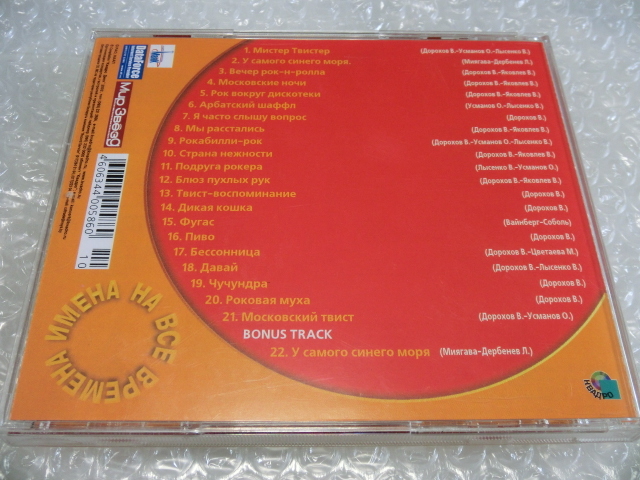 1. Мистер Твистер (Дорохов В.-Усманов О.-Лысенко В.)
2. У самого синего моря. (Миягава-Дербенев Л.)
3. Вечер рок-н-ролла (Дорохов В.-Яковлев В.)
4. Московские ночи (Дорохов В.-Яковлев В.)
5. Рок вокруг дискотеки (Дорохов В.-Яковлев В.)
6. Арбатский шаффл (Усманов О.-Лысенко В.)
7. Я часто слышу вопрос (Дорохов В.)
8. Мы расстались (Дорохов В.-Яковлев В.)
9. Рокабилли-рок (Дорохов В.-Усманов О.-Лысенко В.)
10. Страна нежности (Дорохов В.-Яковлев В.)
11. Подруга рокера (Лысенко В.-Усманов О.)
12. Блюз пухлых рук (Дорохов В.-Яковлев В.)
13. Твист-воспоминание (Дорохов В.)
14. Дикая кошка (Дорохов В.)
15. Фугас (Вайнберг-Соболь)
16. Пиво (Дорохов В.)
17. Бессонница (Дорохов В.-Цветаева М.)
18. Давай (Дорохов В.-Лысенко В.)
19. Чучундра (Дорохов В.)
20. Роковая муха (Дорохов В.)
21. Московский твист (Дорохов В.-Усманов О.)
BONUS TRACK
22. У самого синего моря (Миягава-Дербенев Л.)
Dataforce
Мир Звезд
4606344005860
10
ИМЕНА НА ВСЕ ВРЕМЕНА
КВАДРО